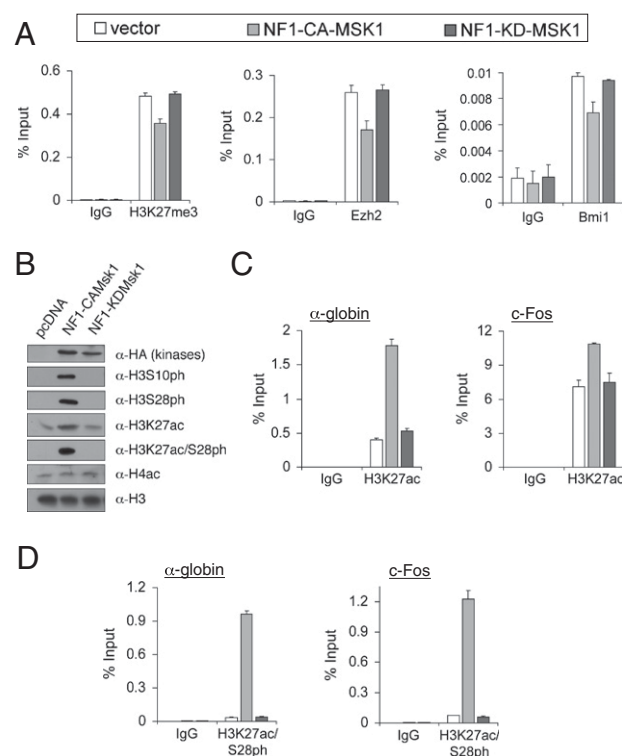 A
vector NF1-CA-MSK1 NF1-KD-MSK1
% Input
0.6
0.4
0.2
0
IgG H3K27me3
% Input
0.3
0.2
0.1
0
IgG Ezh2
% Input
0.01
0.008
0.006
0.004
0.002
0
IgG Bmi1
B
pcDNA
NF1-CAMsk1
NF1-KDMsk1
α-HA (kinases)
α-H3S10ph
α-H3S28ph
α-H3K27ac
α-H3K27ac/S28ph
α-H4ac
α-H3
C
α-globin
% Input
2
1.5
1
0.5
0
IgG H3K27ac
c-Fos
% Input
12
9
6
3
0
IgG H3K27ac
D
α-globin
% Input
1.2
0.9
0.6
0.3
0
IgG H3K27ac/
S28ph
c-Fos
% Input
1.2
0.9
0.6
0.3
0
IgG H3K27ac/
S28ph